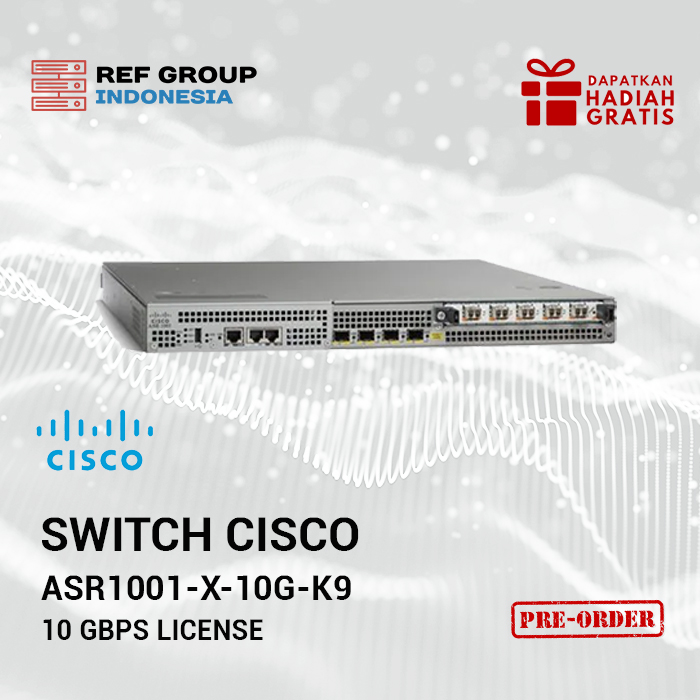 REF GROUP
INDONESIA
DAPATKAN
HADIAH
GRATIS
CISCO
SWITCH CISCO
ASR1001-X-10G-K9
10 GBPS LICENSE
PRE-ORDER